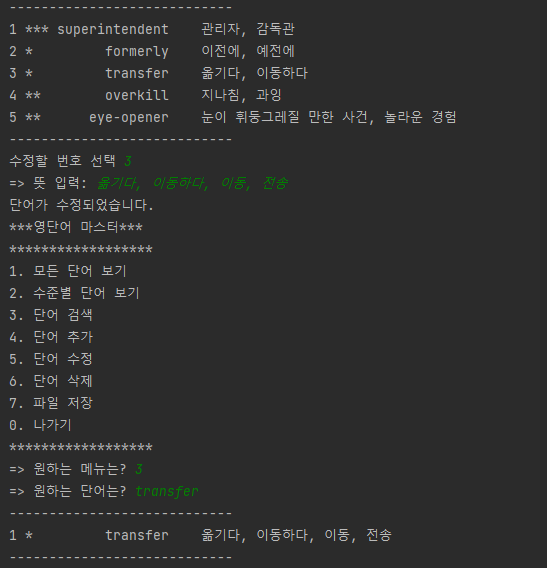 ----------------------------
1 *** superintendent    관리자, 감독관
2 *         formerly    이전에, 예전에
3 *         transfer    옮기다, 이동하다
4 **        overkill    지나침, 과잉
5 **      eye-opener    눈이 휘둥그레질 만한 사건, 놀라운 경험
----------------------------
수정할 번호 선택 3
=> 뜻 입력: 옮기다, 이동하다, 이동, 전송
단어가 수정되었습니다.
***영단어 마스터***
******************
1. 모든 단어 보기
2. 수준별 단어 보기
3. 단어 검색
4. 단어 추가
5. 단어 수정
6. 단어 삭제
7. 파일 저장
0. 나가기
******************
=> 원하는 메뉴는? 3
=> 원하는 단어는? transfer
----------------------------
1 *         transfer    옮기다, 이동하다, 이동, 전송
----------------------------